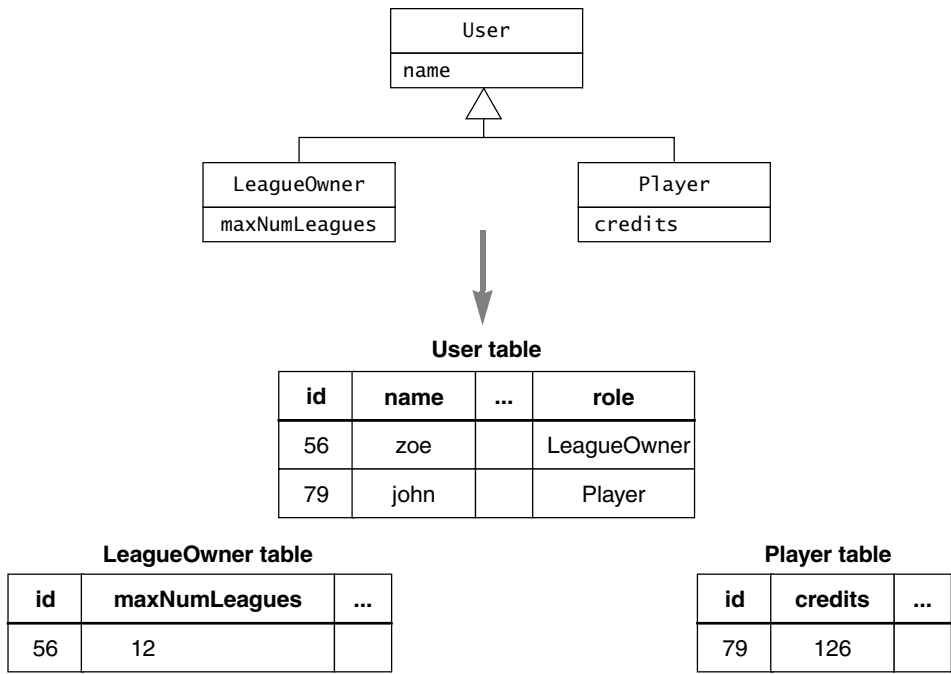 User
name
LeagueOwner
maxNumLeagues
Player
credits
User table
id name ... role
56 zoe LeagueOwner
79 john Player
LeagueOwner table
id maxNumLeagues ...
56 12
Player table
id credits ...
79 126